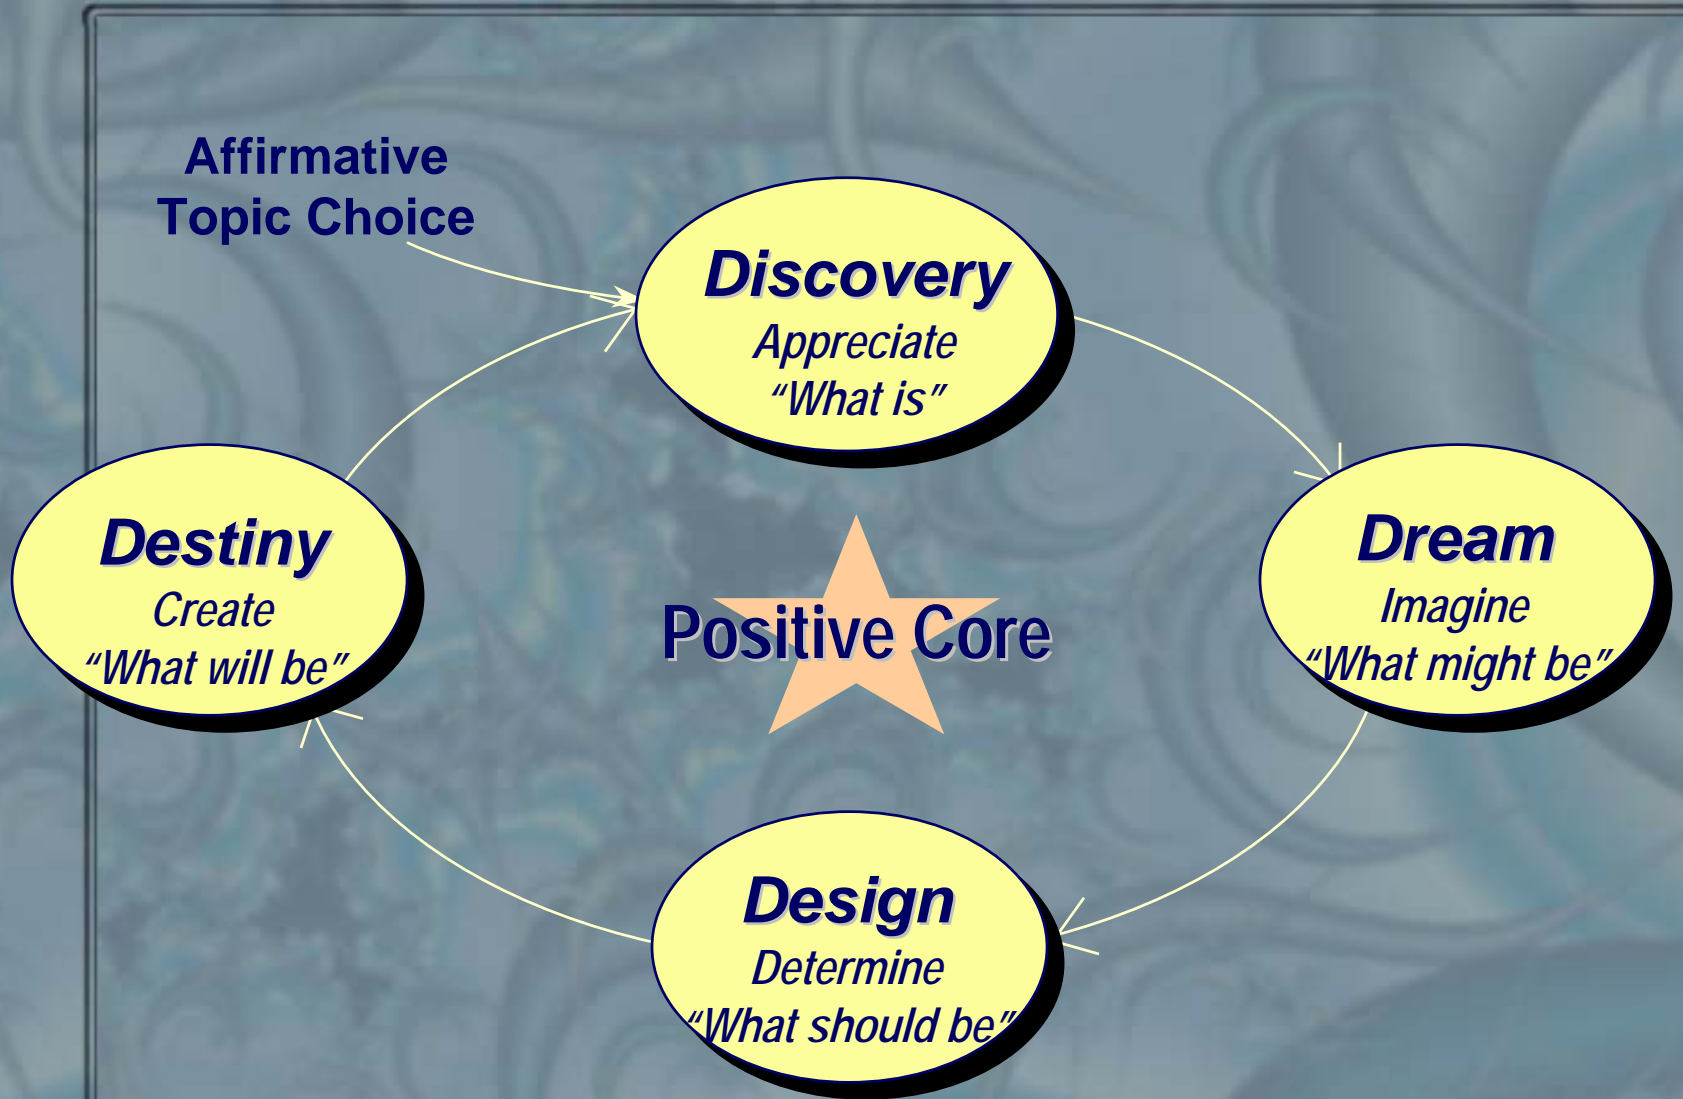 Affirmative
Topic Choice
Discovery
Appreciate
“What is”
Destiny
Create
“What will be”
Positive Core
Dream
Imagine
“What might be”
Design
Determine
“What should be”